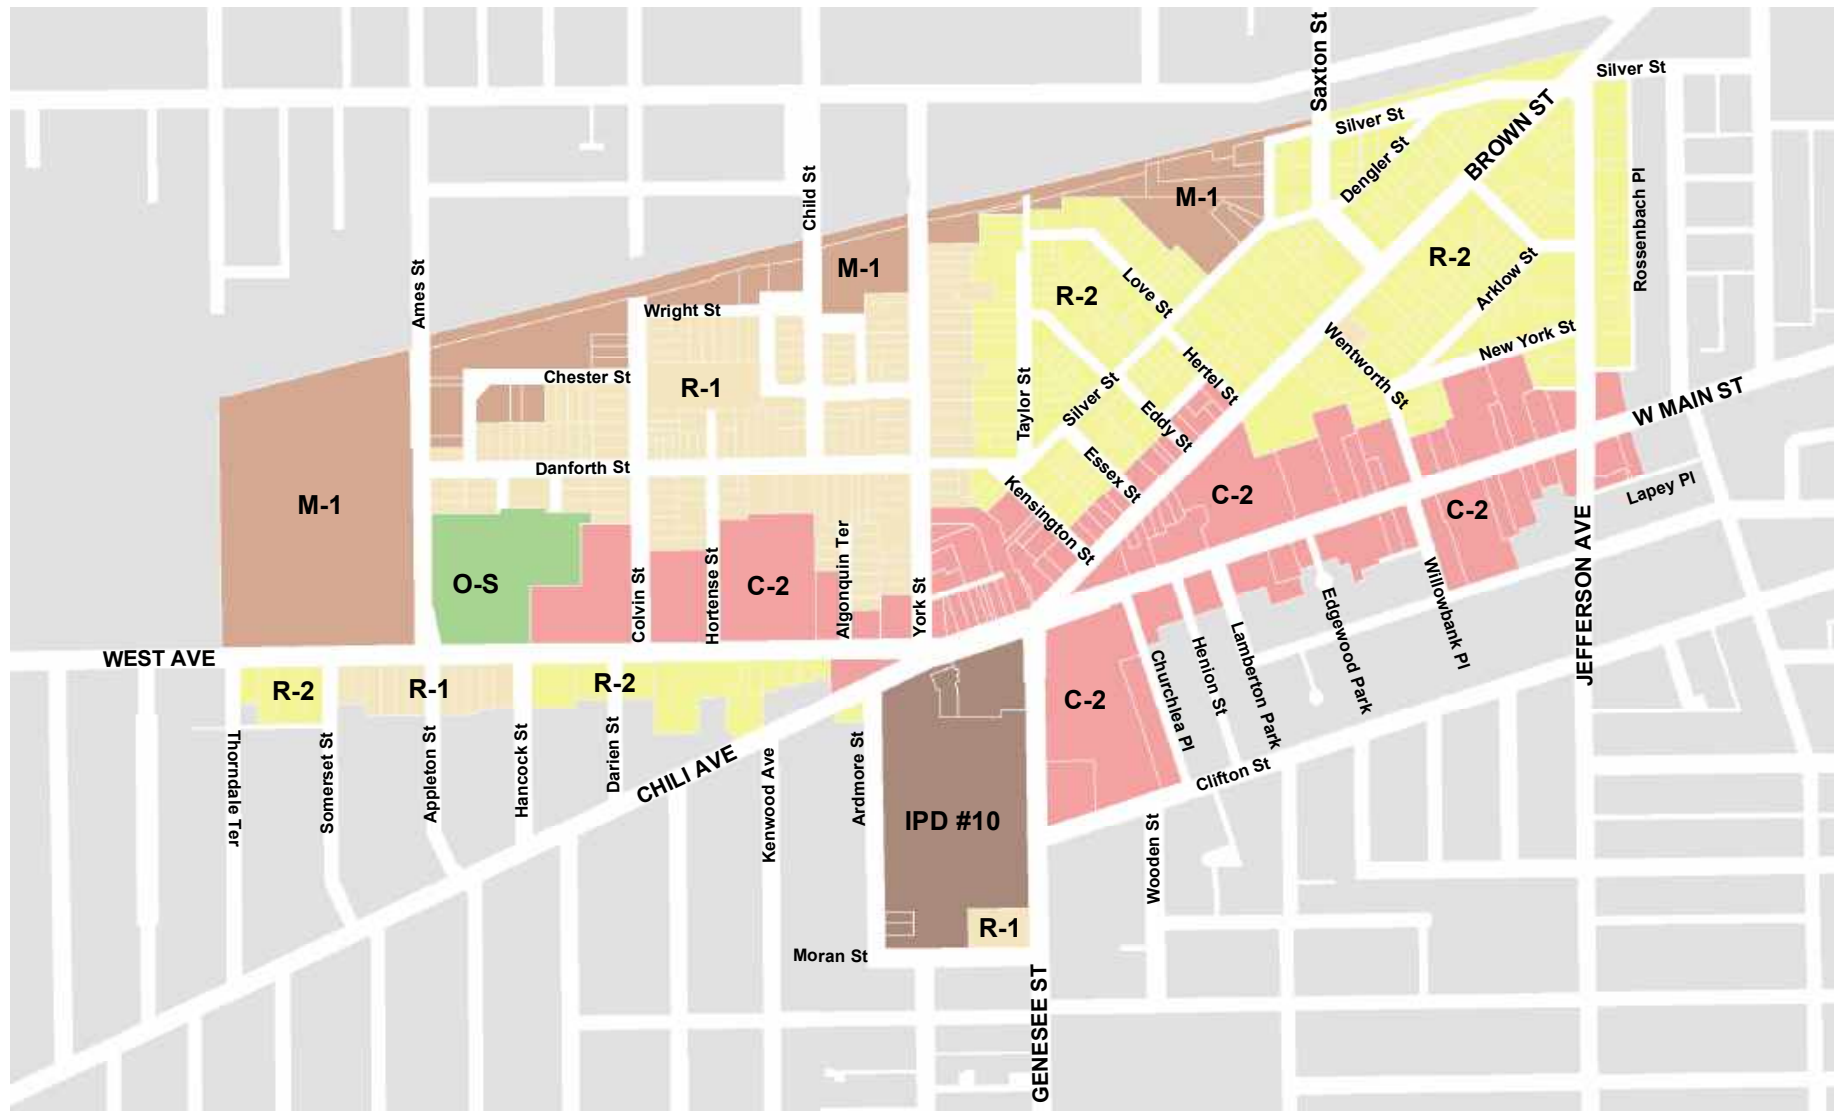 Saxton St
Silver St
Silver St
BROWN ST
Dengler St
Rossenbach Pl
Child St
M-1
M-1
R-2
Arklow St
Ames St
Love St
R-2
Wright St
Wentworth St
New York St
Hertel St
Chester St
R-1
Taylor St
Silver St
W MAIN ST
Eddy St
Danforth St
Essex St
Kensington St
M-1
C-2
C-2
Lapey Pl
Algonquin Ter
JEFFERSON AVE
O-S
Colvin St
Hortense St
C-2
York St
Willowbank Pl
Edgewood Park
WEST AVE
R-2
R-1
R-2
C-2
Churchlea Pl
Henion St
Lamberton Park
Thorndale Ter
Somerset St
Appleton St
Hancock St
Darien St
CHILI AVE
Kenwood Ave
Ardmore St
Clifton St
IPD #10
Wooden St
R-1
Moran St
GENESEE ST